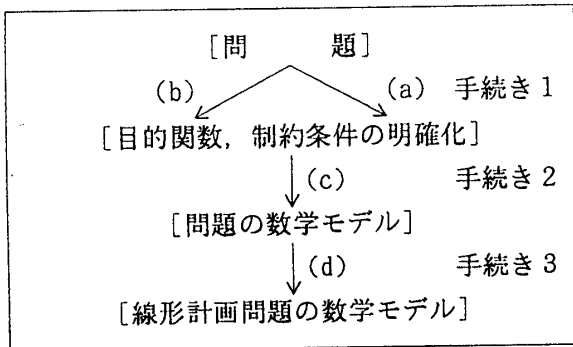 [問　　題]
(b)　(a)　手続き1
[目的関数, 制約条件の明確化]
(c)　手続き2
[問題の数学モデル]
(d)　手続き3
[線形計画問題の数学モデル]